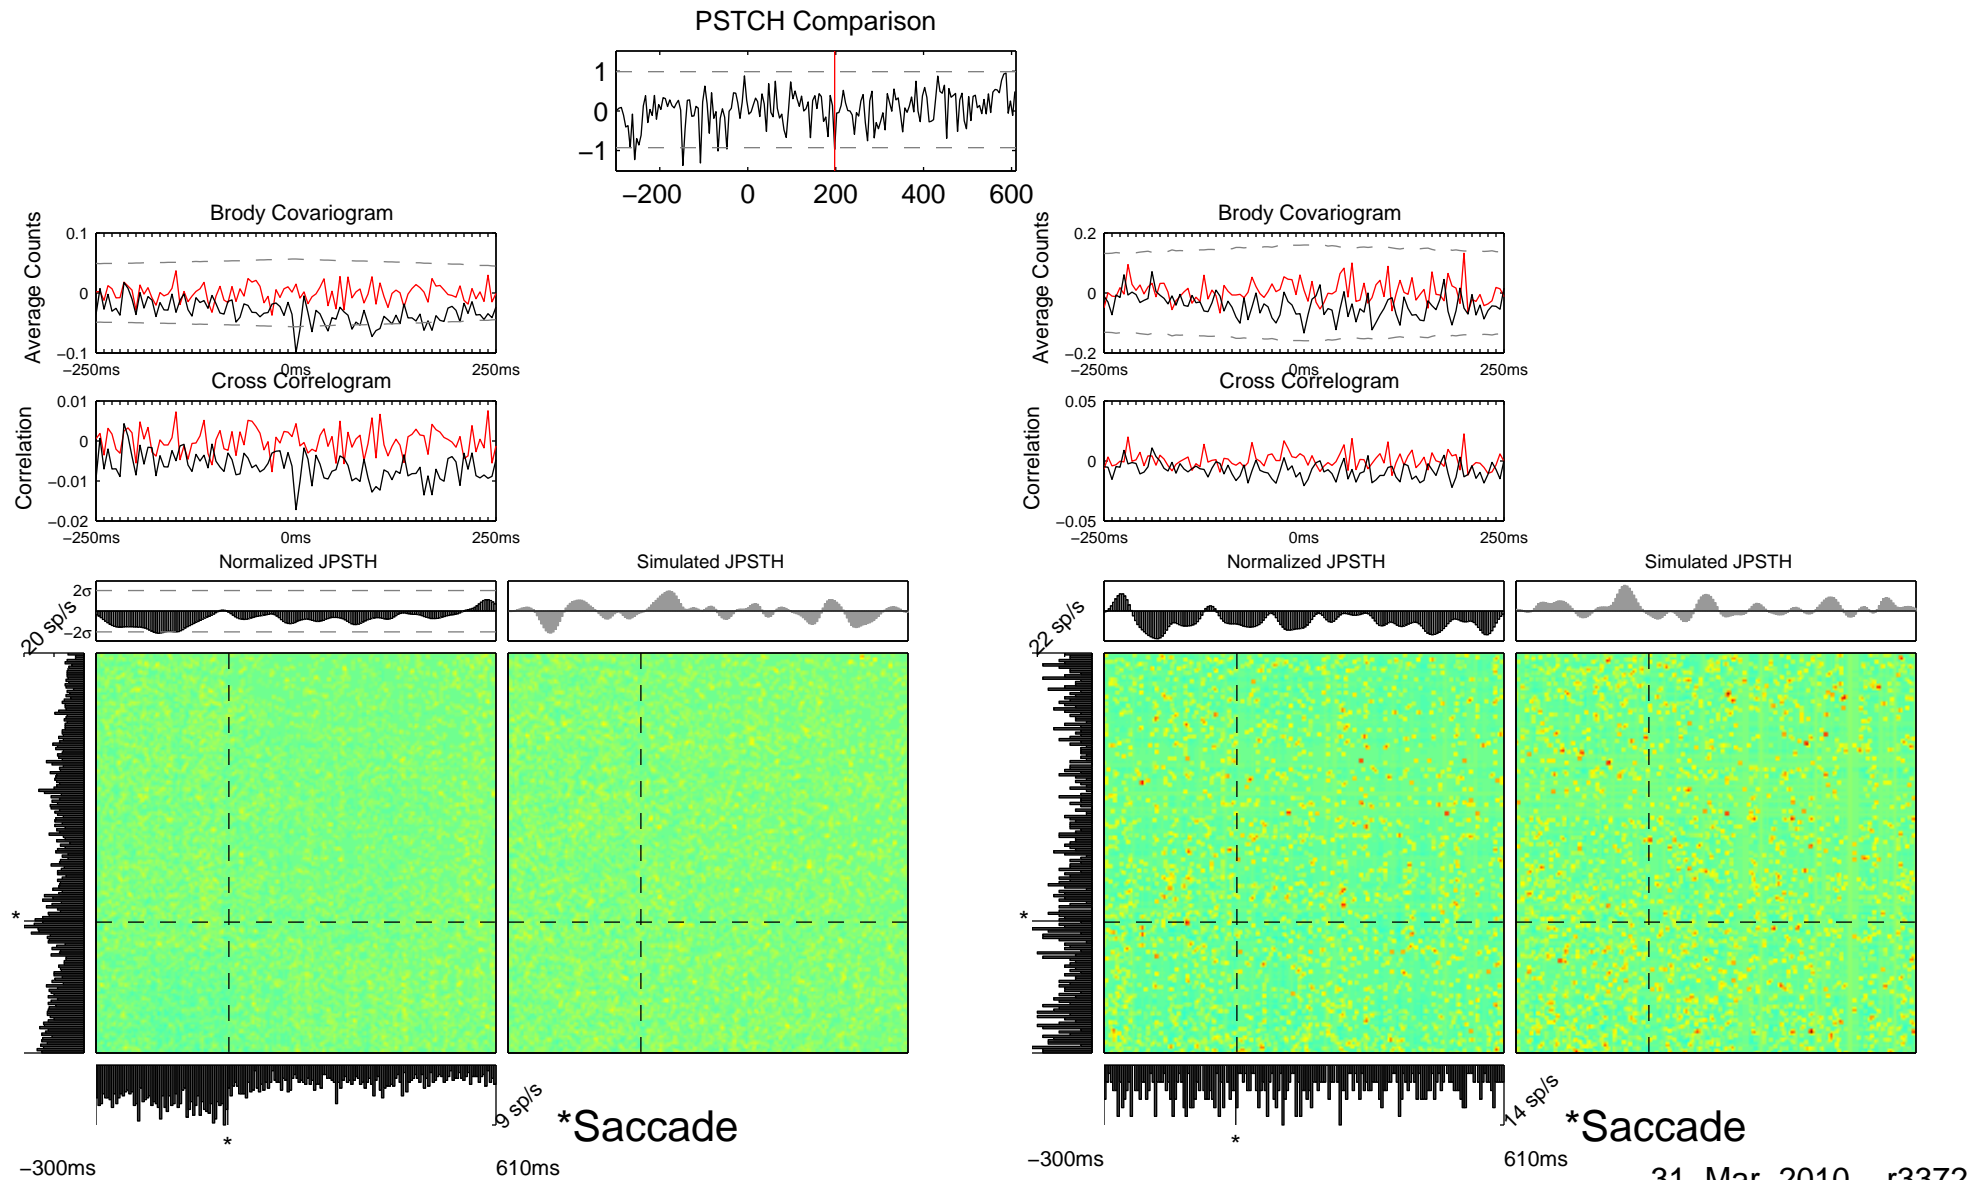 PSTCH Comparison
1
0
−1
−200 0 200 400 600
Brody Covariogram
Average Counts
0.1
0
−0.1
−250ms 0ms 250ms
Cross Correlogram
Correlation
0.01
0
−0.01
−0.02
−250ms 0ms 250ms
Normalized JPSTH
2σ
−2σ
20 sp/s
Simulated JPSTH
*
*
9 sp/s
*Saccade
−300ms 610ms
Brody Covariogram
Average Counts
0.2
0
−0.2
−250ms 0ms 250ms
Cross Correlogram
Correlation
0.05
0
−0.05
−250ms 0ms 250ms
Normalized JPSTH
22 sp/s
Simulated JPSTH
*
*
14 sp/s
*Saccade
−300ms 610ms
31 Mar 2010 r3372